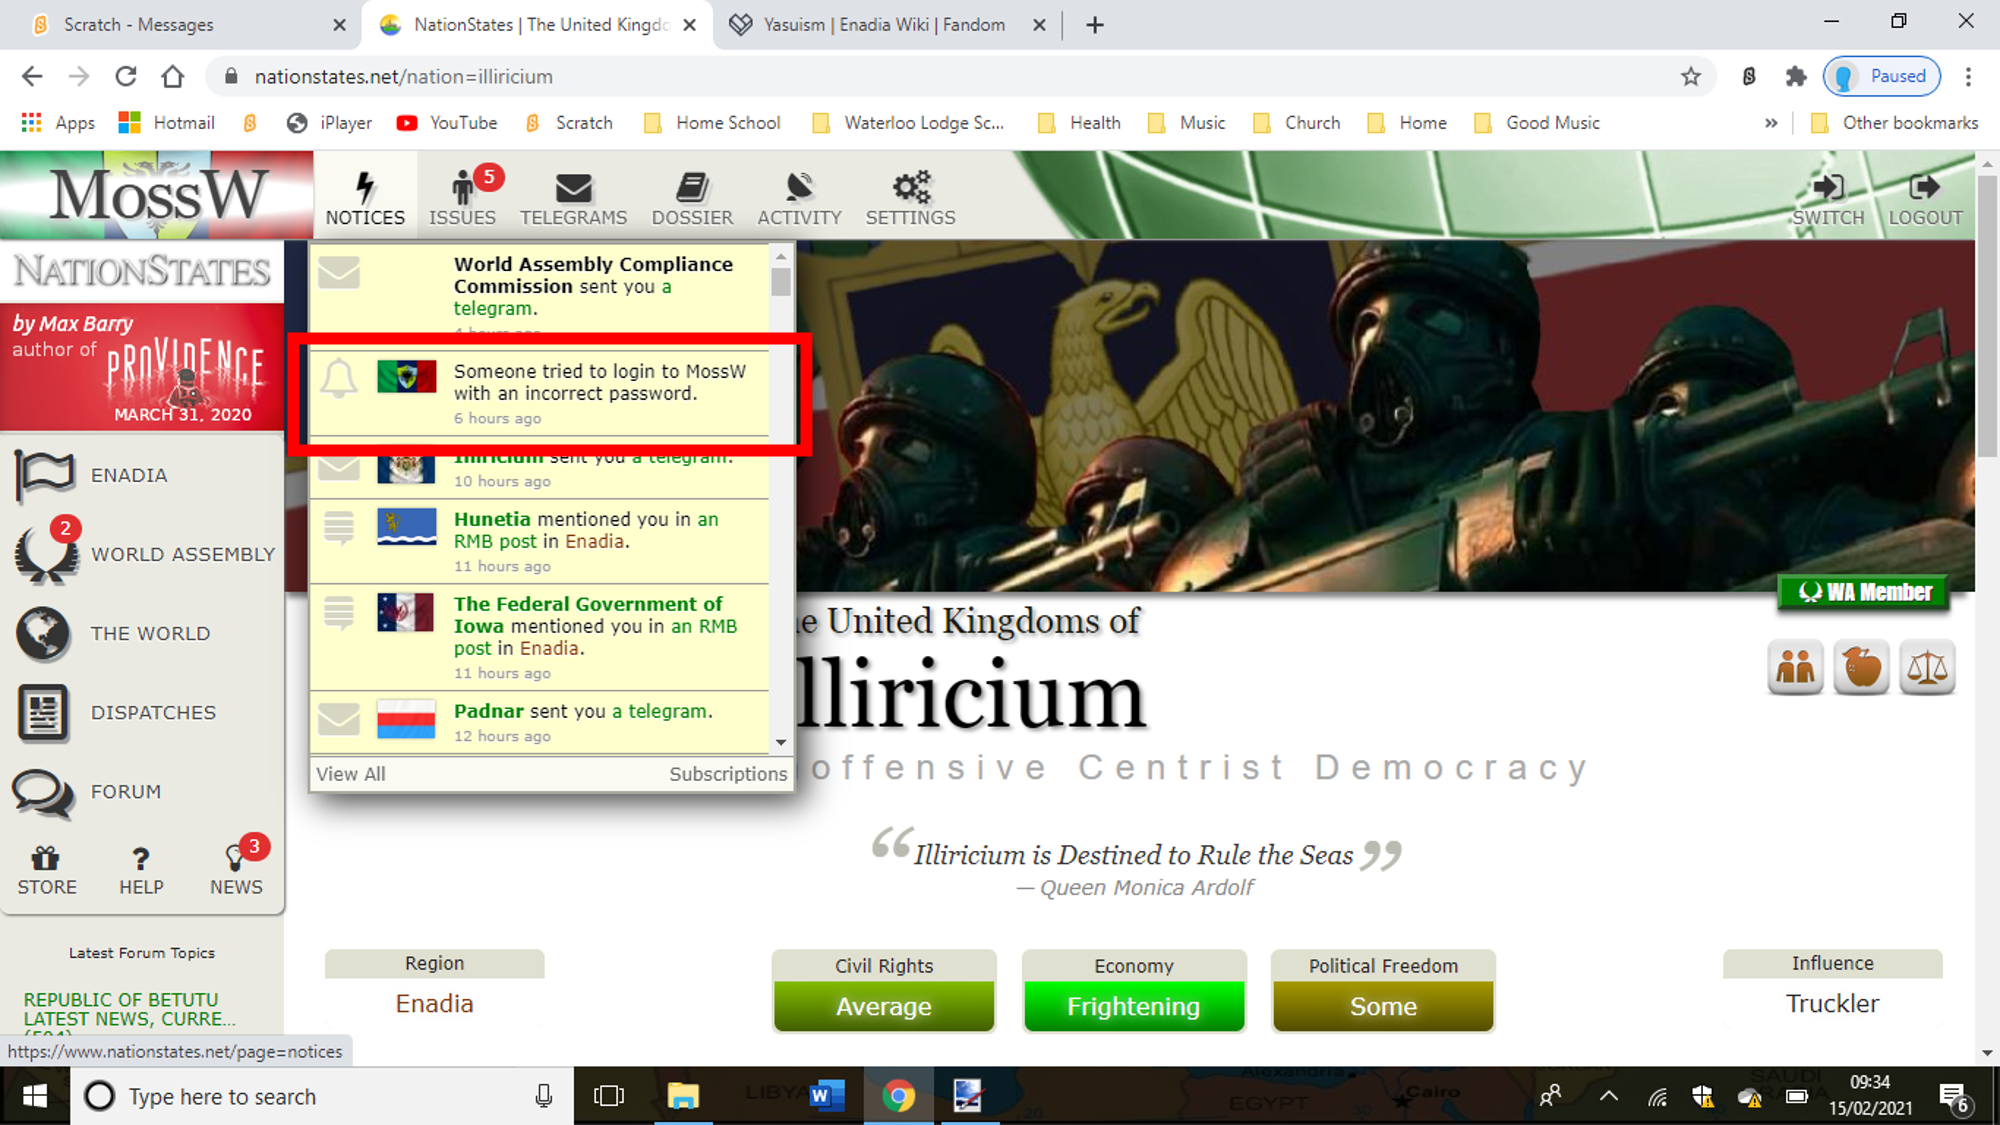 Scratch - Messages
NationStates | The United Kingdo
Yasuism | Enadia Wiki | Fandom
nationstates.net/nation=illiricium
Paused
Apps
Hotmail
iPlayer
YouTube
Scratch
Home School
Waterloo Lodge Sc...
Health
Music
Church
Home
Good Music
»
Other bookmarks
MossW
NOTICES
5
ISSUES
TELEGRAMS
DOSSIER
ACTIVITY
SETTINGS
SWITCH
LOGOUT
NATIONSTATES
by Max Barry
author of
PROVIDENCE
MARCH 31, 2020
ENADIA
2
WORLD ASSEMBLY
THE WORLD
DISPATCHES
FORUM
STORE
HELP
3
NEWS
Latest Forum Topics
REPUBLIC OF BETUTU
LATEST NEWS, CURRE...
https://www.nationstates.net/page=notices
World Assembly Compliance
Commission sent you a
telegram.
4 hours ago
Someone tried to login to MossW
with an incorrect password.
6 hours ago
Illiricium sent you a telegram.
10 hours ago
Hunetia mentioned you in an
RMB post in Enadia.
11 hours ago
The Federal Government of
Iowa mentioned you in an RMB
post in Enadia.
11 hours ago
Padnar sent you a telegram.
12 hours ago
View All
Subscriptions
WA Member
e United Kingdoms of
lliricium
offensive Centrist Democracy
“Illiricium is Destined to Rule the Seas”
— Queen Monica Ardolf
Region
Enadia
Civil Rights
Average
Economy
Frightening
Political Freedom
Some
Influence
Truckler
Type here to search
LIBYA
Alexandria
Cairo
EGYPT
SAUDI
09:34
15/02/2021
6